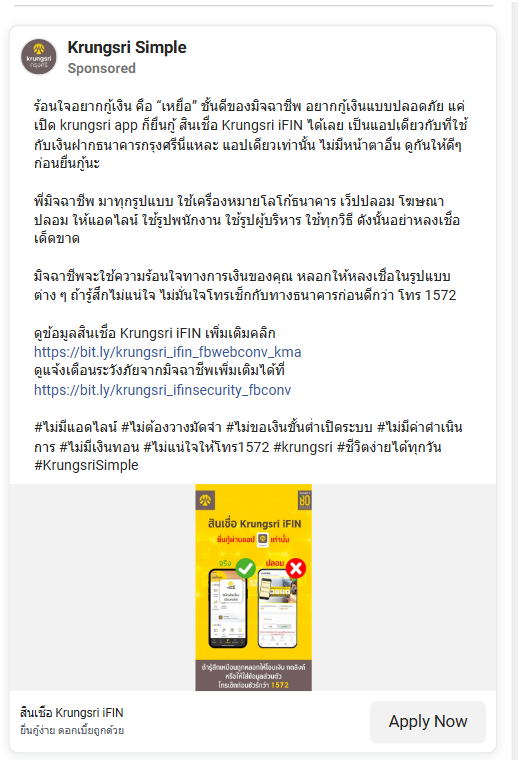 Krungsri Simple
Sponsored
ร้อนใจอยากกู้เงิน คือ “เหยื่อ” ชั้นดีของมิจฉาชีพ อยากกู้เงินแบบปลอดภัย แค่
เปิด krungsri app ก็ยื่นกู้ สินเชื่อ Krungsri iFIN ได้เลย เป็นแอปเดียวกับที่ใช้
กับเงินฝากธนาคารกรุงศรีนี่แหละ แอปเดียวเท่านั้น ไม่มีหน้าตาอื่น ดูกันให้ดีๆ
ก่อนยื่นกู้นะ
พี่มิจฉาชีพ มาทุกรูปแบบ ใช้เครื่องหมายโลโก้ธนาคาร เว็ปปลอม โฆษณา
ปลอม ให้แอดไลน์ ใช้รูปพนักงาน ใช้รูปผู้บริหาร ใช้ทุกวิธี ดังนั้นอย่าหลงเชื่อ
เด็ดขาด
มิจฉาชีพจะใช้ความร้อนใจทางการเงินของคุณ หลอกให้หลงเชื่อในรูปแบบ
ต่าง ๆ ถ้ารู้สึกไม่แน่ใจ ไม่มั่นใจโทรเช็กกับทางธนาคารก่อนดีกว่า โทร 1572
ดูข้อมูลสินเชื่อ Krungsri iFIN เพิ่มเติมคลิก
https://bit.ly/krungsri_ifin_fbwebconv_kma
ดูแจ้งเตือนระวังภัยจากมิจฉาชีพเพิ่มเติมได้ที่
https://bit.ly/krungsri_ifinsecurity_fbconv
#ไม่มีแอดไลน์ #ไม่ต้องวางมัดจำ #ไม่ขอเงินขั้นต่ำเปิดระบบ #ไม่มีค่าดำเนิน
การ #ไม่มีเงินทอน #ไม่แน่ใจให้โทร1572 #krungsri #ชีวิตง่ายได้ทุกวัน
#KrungsriSimple
สินเชื่อ Krungsri iFIN
ยื่นกู้ผ่านแอป เท่านั้น
จริง ปลอม
ถ้ารู้สึกเหมือนถูกหลอกให้โอนเงิน กดลิงค์
หรือให้ใส่ข้อมูลส่วนตัว
โทรเช็กก่อนชัวร์กว่า 1572
สินเชื่อ Krungsri iFIN
ยื่นกู้ง่าย ดอกเบี้ยถูกด้วย
Apply Now